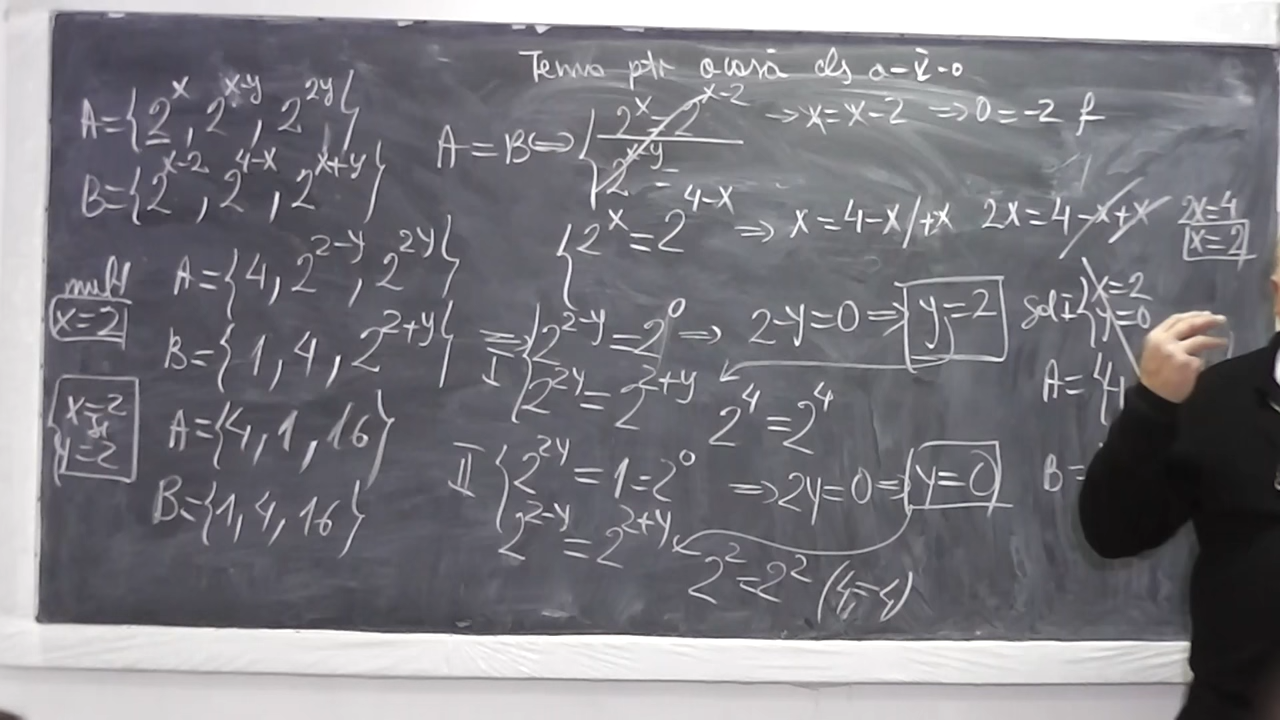 Tema ptr acasă cls a-V-a
A={2^x, 2^{x-y}, 2^{2y}}
B={2^{x-2}, 2^{4-x}, 2^{x+y}}
A=B⇔{2^x=2^{x-2} ⇒x=x-2 ⇒0=-2 f
2^{x-y}=
{2^x=2^{4-x} ⇒ x=4-x/+x 2x=4-x+x 2x=4
x=2
A={4, 2^{2-y}, 2^{2y}}
x=2
B={1, 4, 2^{2+y}}
⇒ I {2^{2-y}=2^0 ⇒ 2-y=0⇒ y=2
2^{2y}=2^{2+y} 2^4=2^4
x=2
y=2
A={4, 1, 16}
B={1, 4, 16}
II {2^{2y}=1=2^0 ⇒2y=0⇒ y=0
2^{2-y}=2^{2+y} 2^2=2^2 (4=4)
sol I {x=2
y=0
A={4,
B=